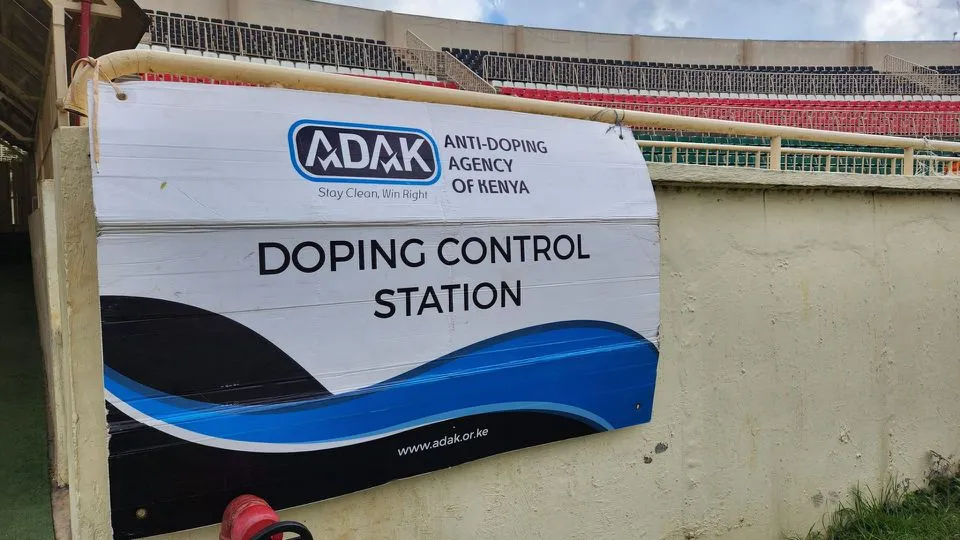 ADAK
Stay Clean, Win Right
ANTI-DOPING
AGENCY
OF KENYA
DOPING CONTROL
STATION
www.adak.or.ke